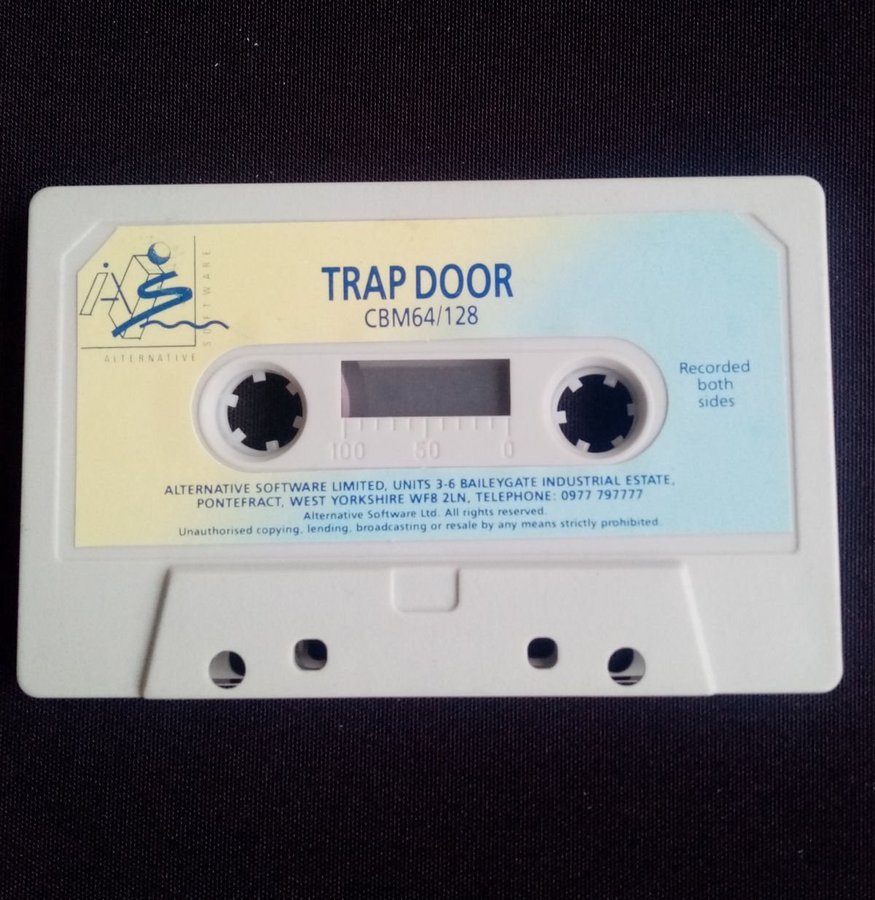 TRAP DOOR
CBM64/128
SOFTWARE
ALTERNATIVE
Recorded
both
sides
100 50 0
ALTERNATIVE SOFTWARE LIMITED, UNITS 3-6 BAILEYGATE INDUSTRIAL ESTATE,
PONTEFRACT, WEST YORKSHIRE WF8 2LN, TELEPHONE: 0977 797777
Alternative Software Ltd. All rights reserved.
Unauthorised copying, lending, broadcasting or resale by any means strictly prohibited.